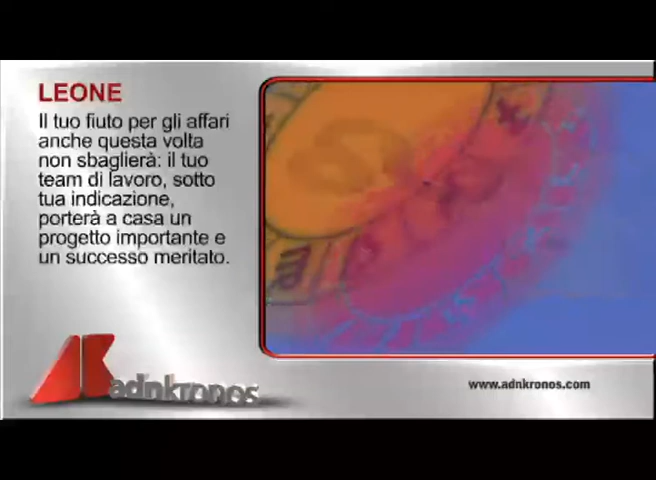 LEONE
Il tuo fiuto per gli affari
anche questa volta
non sbaglierà: il tuo
team di lavoro, sotto
tua indicazione,
porterà a casa un
progetto importante e
un successo meritato.
adnkronos
www.adnkronos.com